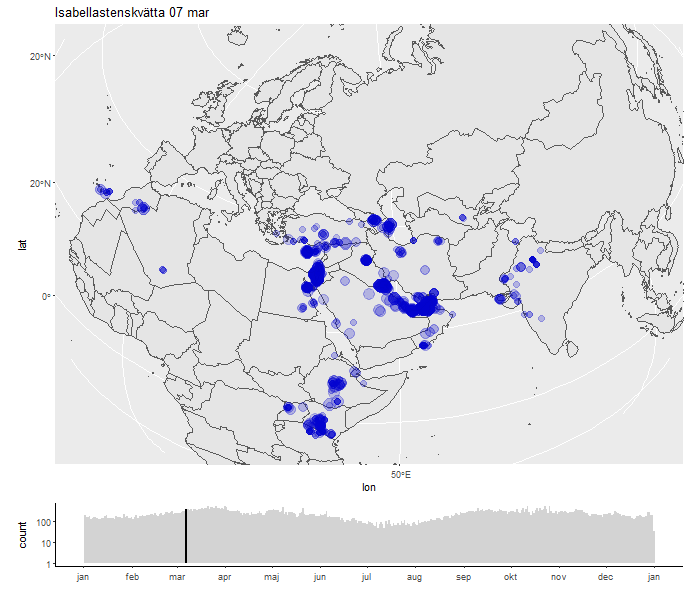 Isabellastenskvätta 07 mar
20°N
20°N
0°
lat
50°E
lon
count
100
10
1
jan feb mar apr maj jun jul aug sep okt nov dec jan